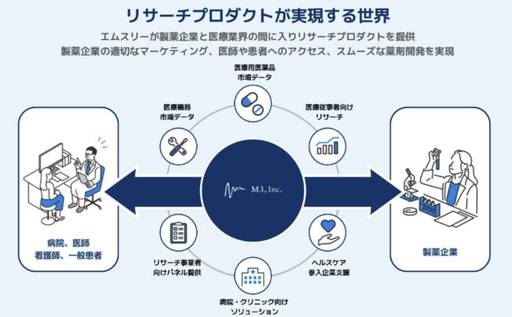 リサーチプロダクトが実現する世界
エムスリーが製薬企業と医療業界の間に入りリサーチプロダクトを提供
製薬企業の適切なマーケティング、医師や患者へのアクセス、スムーズな薬剤開発を実現
医療用医薬品
市場データ
医療機器
市場データ
医療従事者向け
リサーチ
M3, Inc.
病院、医師
看護師、一般患者
製薬企業
リサーチ事業者
向けパネル提供
ヘルスケア
参入企業支援
病院・クリニック向け
ソリューション